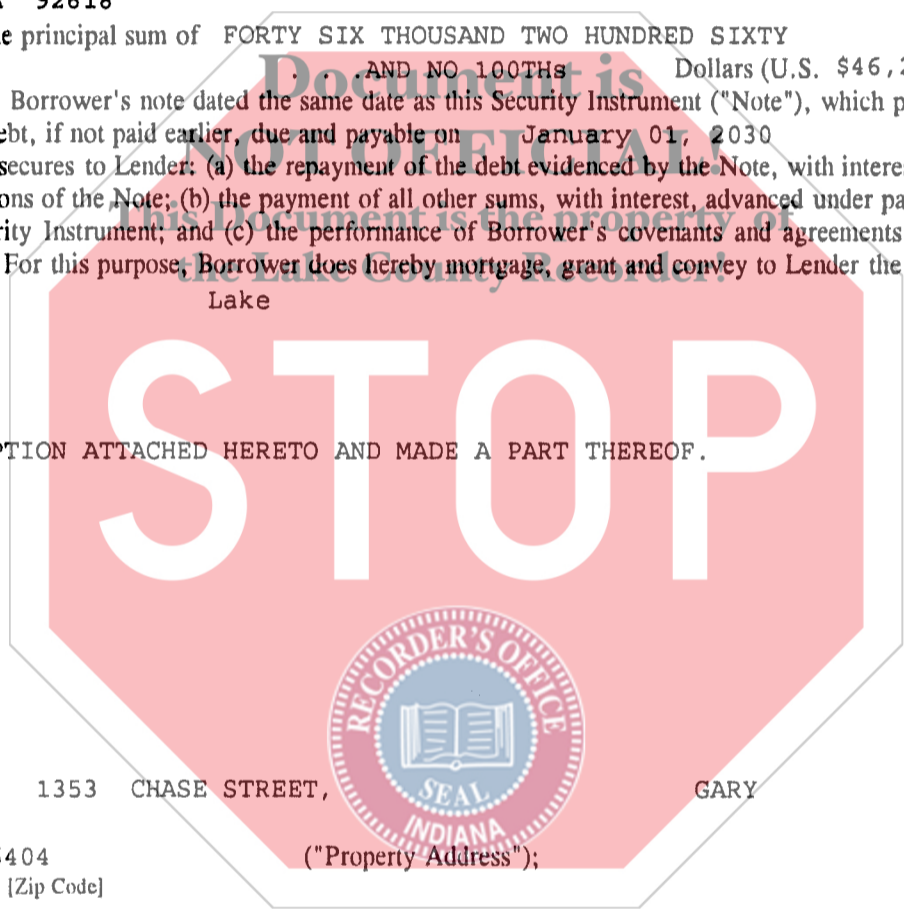 92618
principal sum of FORTY SIX THOUSAND TWO HUNDRED SIXTY
. . .AND NO 100THs Dollars (U.S. $46,2
Borrower's note dated the same date as this Security Instrument ("Note"), which p
ebt, if not paid earlier, due and payable on January 01, 2030
secures to Lender: (a) the repayment of the debt evidenced by the Note, with interes
ons of the Note; (b) the payment of all other sums, with interest, advanced under pa
rity Instrument; and (c) the performance of Borrower's covenants and agreements
For this purpose, Borrower does hereby mortgage, grant and convey to Lender the
Lake
Document is
NOT OFFICIAL!
This Document is the property of
the Lake County Recorder!
PTION ATTACHED HERETO AND MADE A PART THEREOF.
STOP
RECORDER'S OFFICE
SEAL
INDIANA
1353 CHASE STREET, GARY
404 ("Property Address");
[Zip Code]